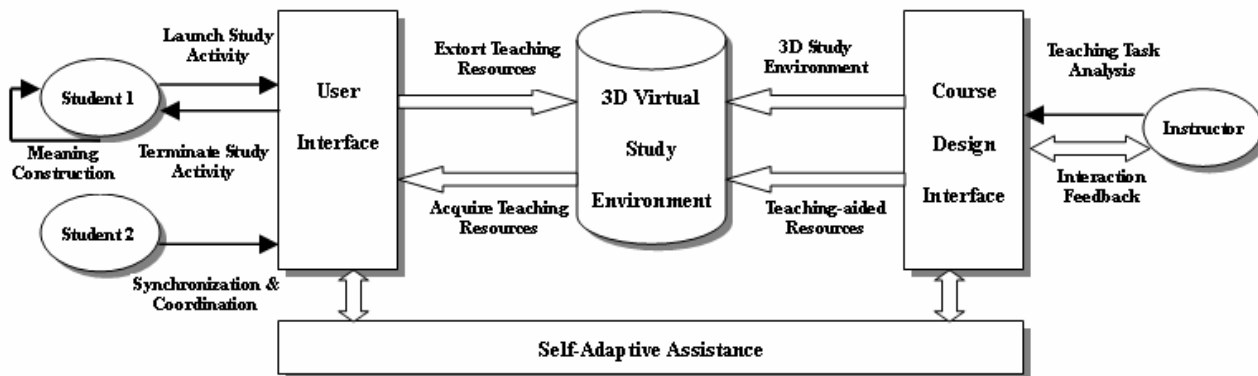 Launch Study
Activity
Student 1
Meaning
Construction
Terminate Study
Activity
Student 2
Synchronization &
Coordination
User
Interface
Extort Teaching
Resources
Acquire Teaching
Resources
3D Virtual
Study
Environment
3D Study
Environment
Teaching-aided
Resources
Course
Design
Interface
Teaching Task
Analysis
Instructor
Interaction
Feedback
Self-Adaptive Assistance